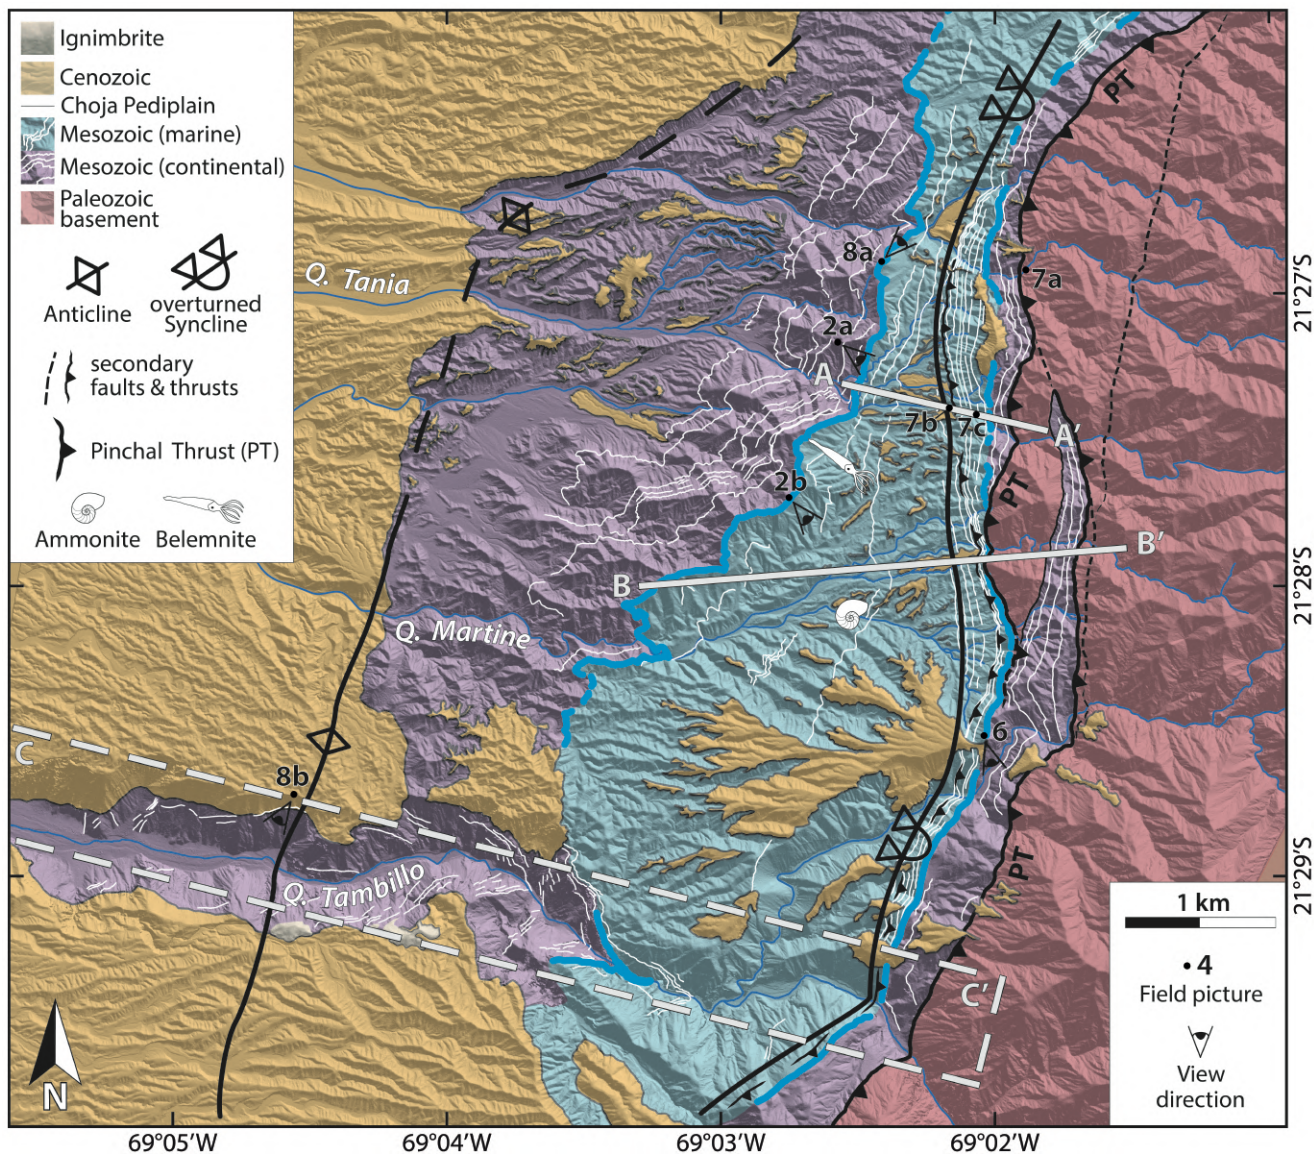 Ignimbrite
Cenozoic
Choja Pediplain
Mesozoic (marine)
Mesozoic (continental)
Paleozoic
basement
Anticline
overturned
Syncline
secondary
faults & thrusts
Pinchal Thrust (PT)
Ammonite
Belemnite
PT
Q. Tania
8a
7a
2a
A
7b
7c
A'
2b
PT
B
B'
Q. Martine
6
C
8b
Q. Tambillo
PT
C'
N
1 km
4
Field picture
View
direction
21°27'S
21°28'S
21°29'S
69°05'W
69°04'W
69°03'W
69°02'W